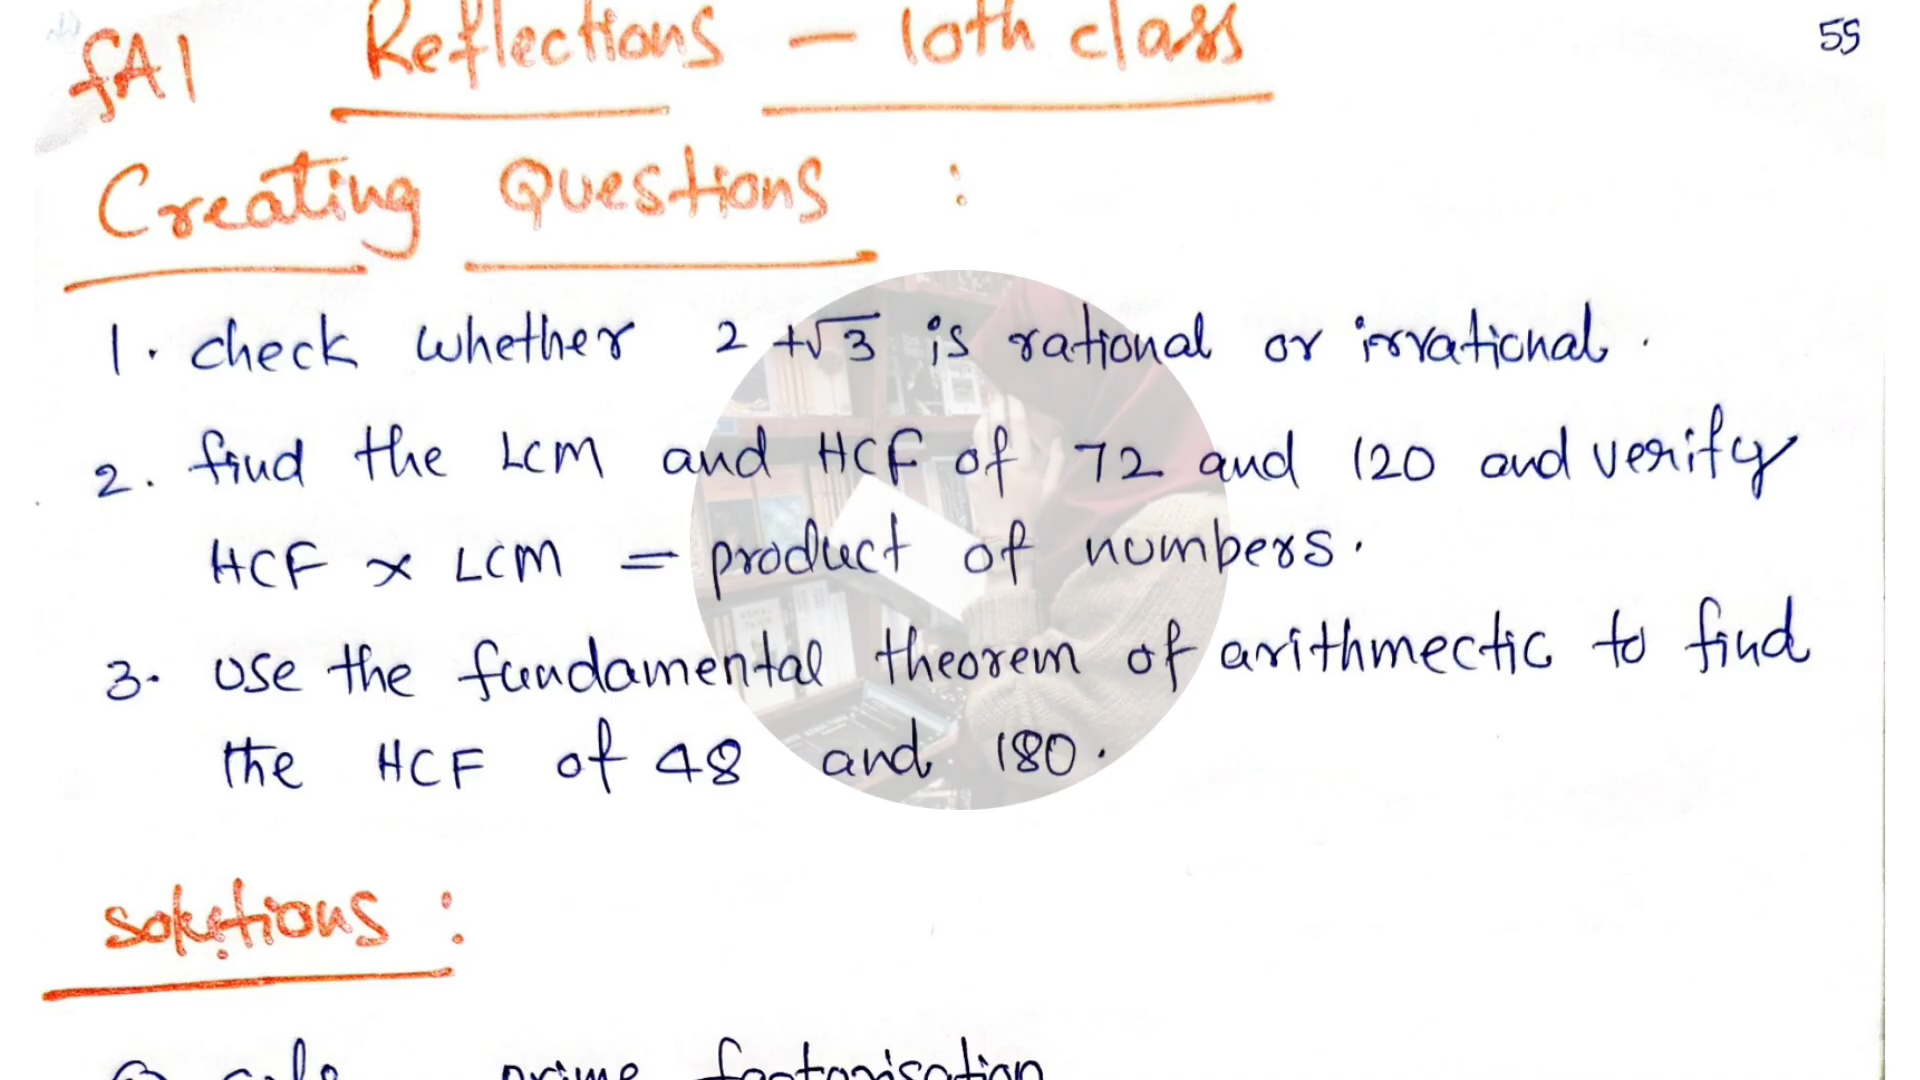 fA1 Reflections - 10th class 55
Creating Questions :
1. check whether 2 +√3 is rational or irrational.
2. find the LCM and HCF of 72 and 120 and verify
HCF x LCM = product of numbers.
3. use the fundamental theorem of arithmectic to find
the HCF of 48 and 180.
solutions :
prime factorisation